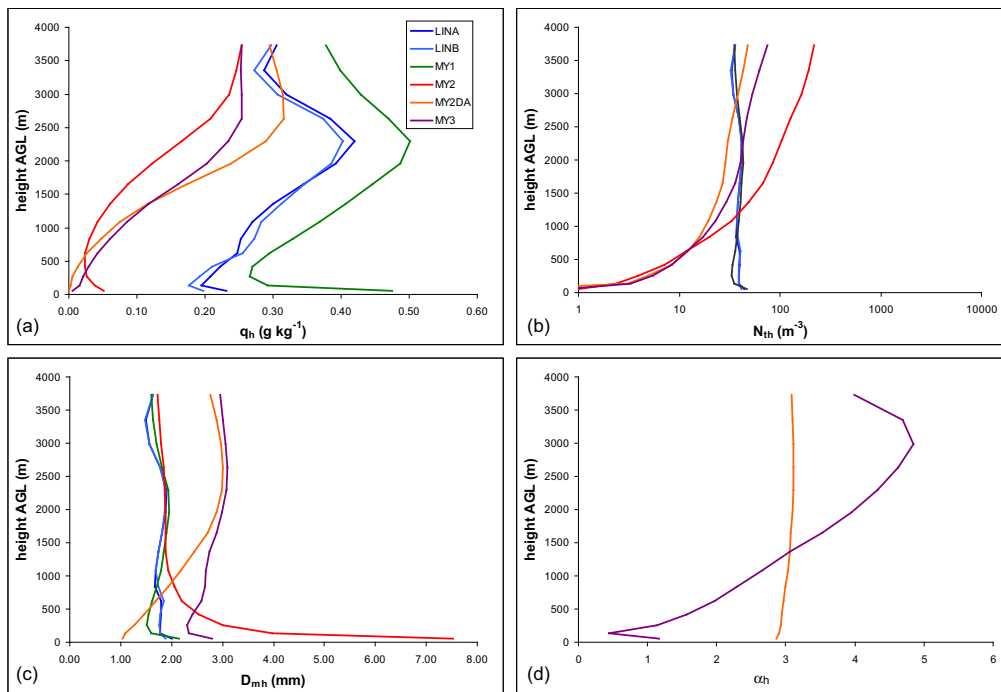 4000
3500
3000
2500
2000
1500
1000
500
0
height AGL (m)
LINA
LINB
MY1
MY2
MY2DA
MY3
0.00 0.10 0.20 0.30 0.40 0.50 0.60
(a) qh (g kg-1)
4000
3500
3000
2500
2000
1500
1000
500
0
height AGL (m)
1 10 100 1000 10000
(b) Nth (m-3)
4000
3500
3000
2500
2000
1500
1000
500
0
height AGL (m)
0.00 1.00 2.00 3.00 4.00 5.00 6.00 7.00 8.00
(c) Dmh (mm)
4000
3500
3000
2500
2000
1500
1000
500
0
height AGL (m)
0 1 2 3 4 5 6
(d) αh